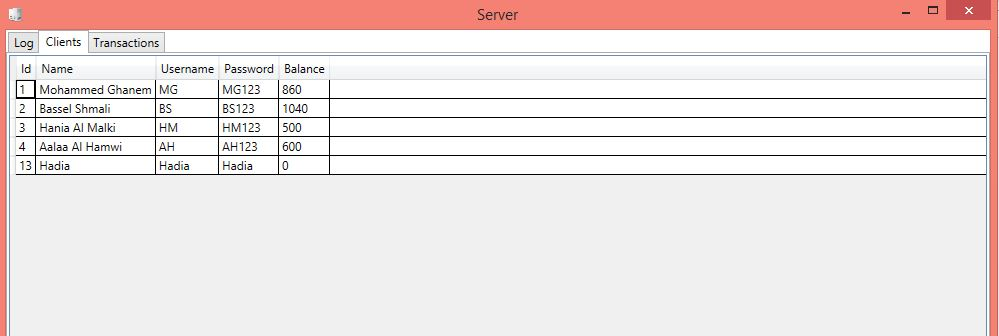 Server
Log Clients Transactions
Id Name Username Password Balance
1 Mohammed Ghanem MG MG123 860
2 Bassel Shmali BS BS123 1040
3 Hania Al Malki HM HM123 500
4 Aalaa Al Hamwi AH AH123 600
13 Hadia Hadia Hadia 0